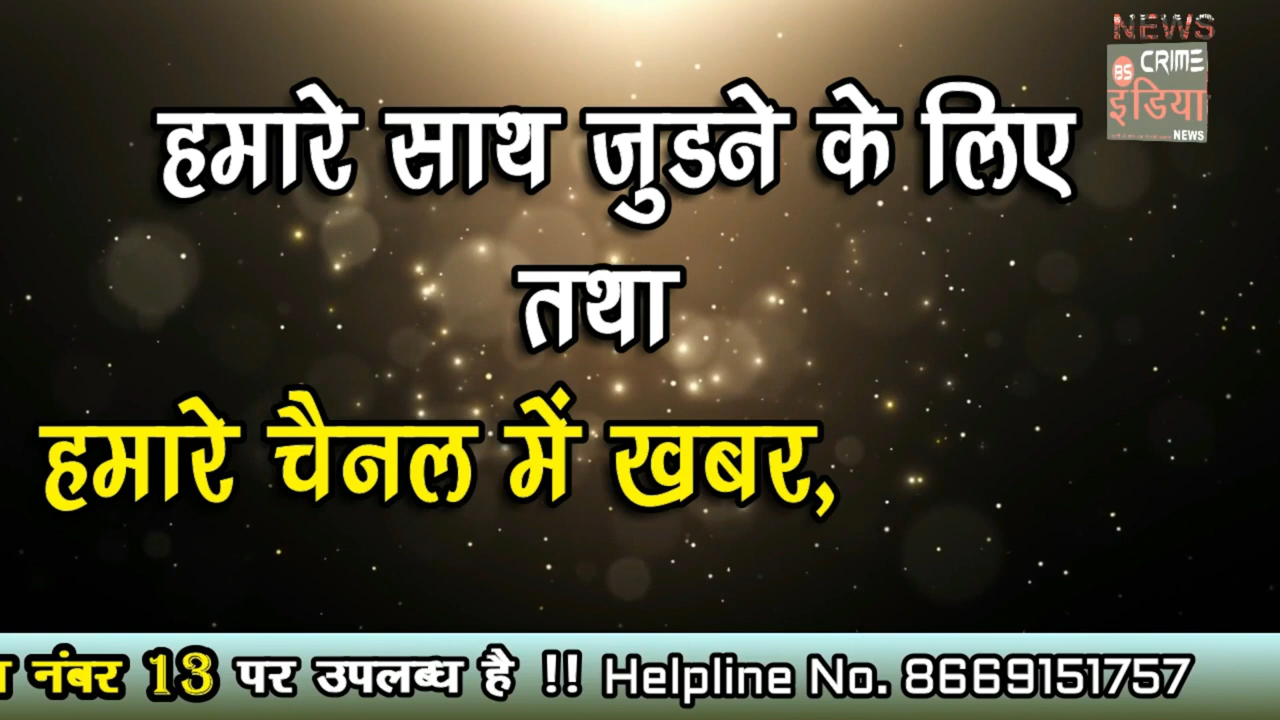 NEWS
BS CRIME
इंडिया
NEWS
हमारे साथ जुडने के लिए
तथा
हमारे चैनल में खबर,
नंबर 13 पर उपलब्ध है !! Helpline No. 8669151757